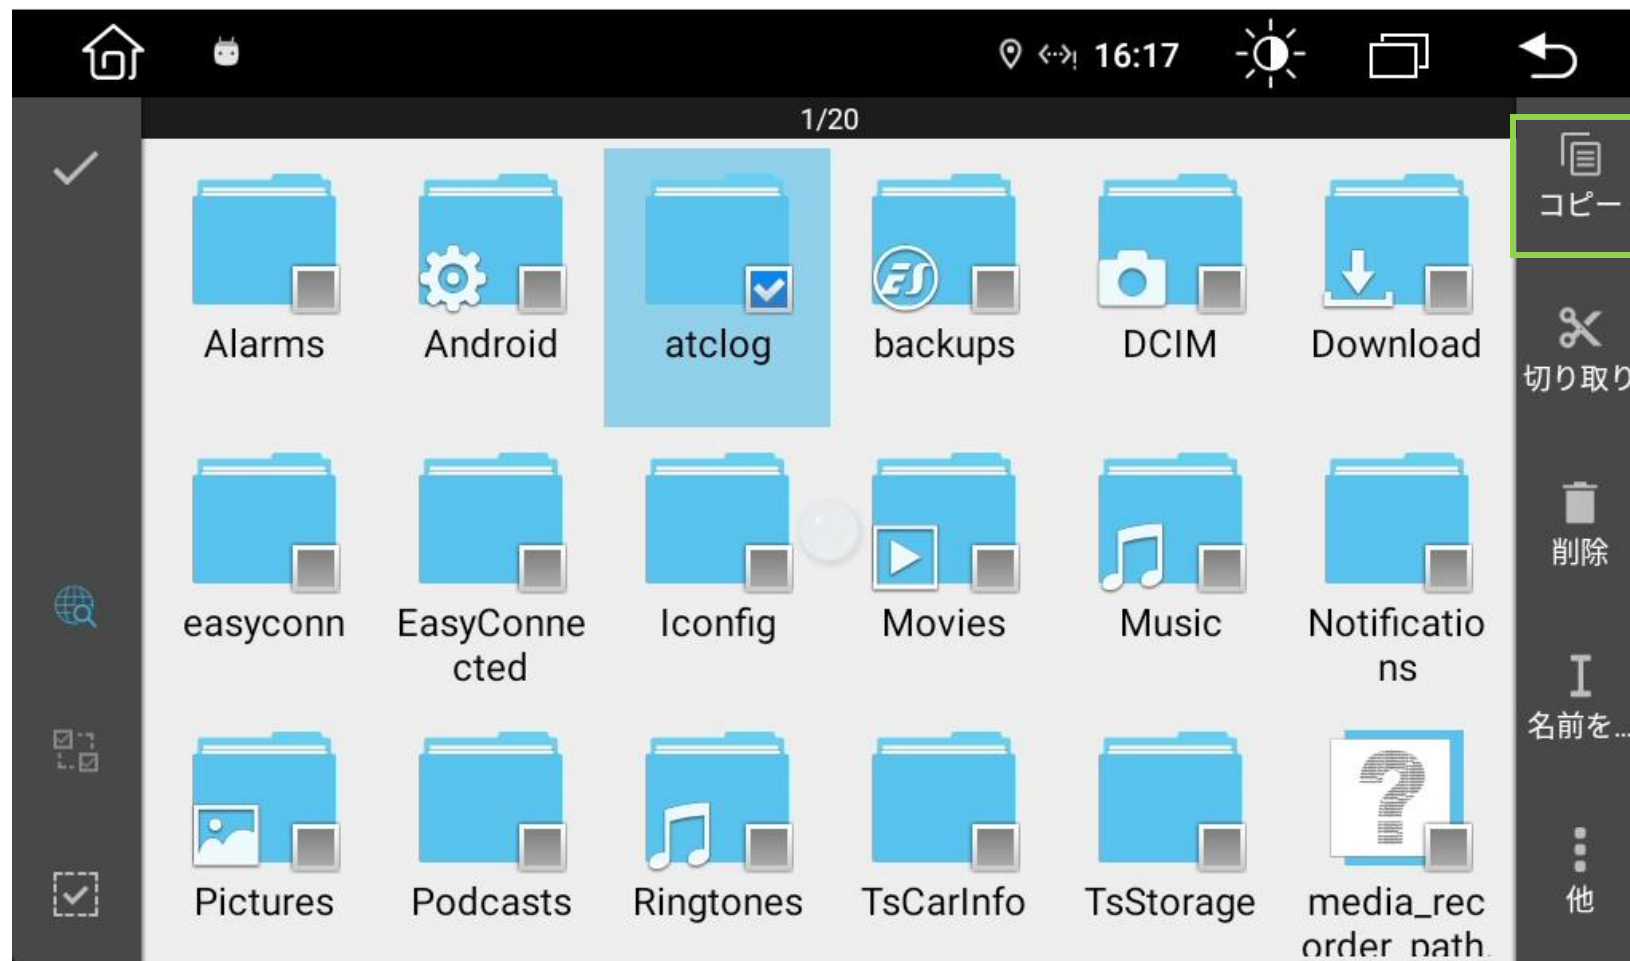 16:17
1/20
コピー
Alarms
Android
atclog
ES
backups
DCIM
Download
切り取り
削除
easyconn
EasyConne
cted
Iconfig
Movies
Music
Notificatio
ns
名前を...
Pictures
Podcasts
Ringtones
TsCarInfo
TsStorage
media_rec
order_path.
他